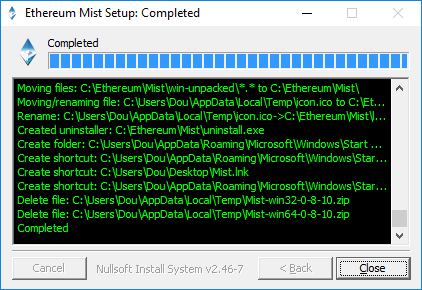 Ethereum Mist Setup: Completed
Completed
Moving files: C:\Ethereum\Mist\win-unpacked\*.* to C:\Ethereum\Mist\
Moving/renaming file: C:\Users\Dou\AppData\Local\Temp\icon.ico to C:\Et...
Rename: C:\Users\Dou\AppData\Local\Temp\icon.ico->C:\Ethereum\Mist\l...
Created uninstaller: C:\Ethereum\Mist\uninstall.exe
Create folder: C:\Users\Dou\AppData\Roaming\Microsoft\Windows\Start ...
Create shortcut: C:\Users\Dou\AppData\Roaming\Microsoft\Windows\Star...
Create shortcut: C:\Users\Dou\Desktop\Mist.lnk
Create shortcut: C:\Users\Dou\AppData\Roaming\Microsoft\Windows\Star...
Delete file: C:\Users\Dou\AppData\Local\Temp\Mist-win32-0-8-10.zip
Delete file: C:\Users\Dou\AppData\Local\Temp\Mist-win64-0-8-10.zip
Completed
Cancel Nullsoft Install System v2.46-7 < Back Close